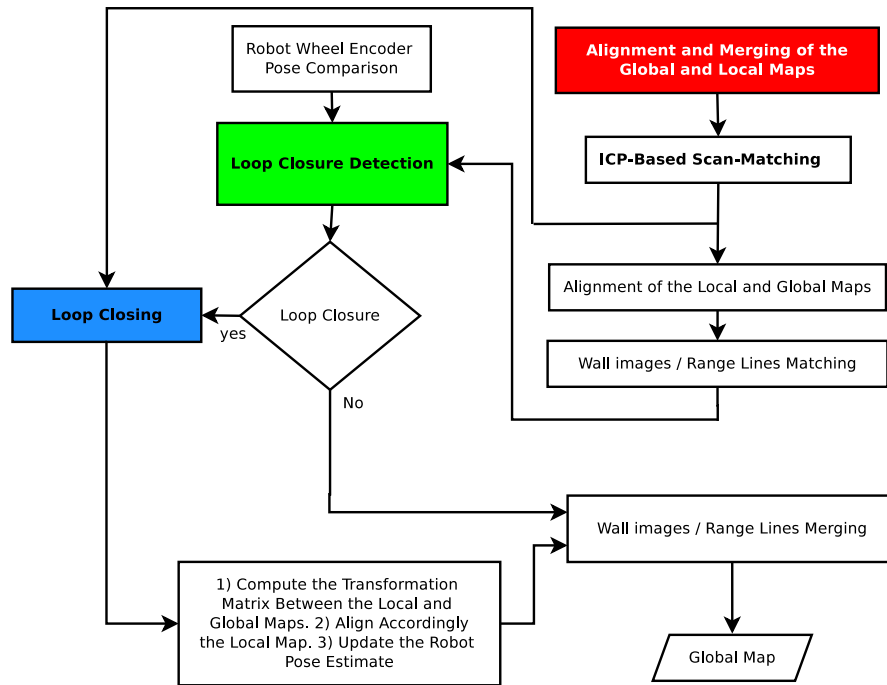 Robot Wheel Encoder
Pose Comparison
Alignment and Merging of the
Global and Local Maps
Loop Closure Detection
ICP-Based Scan-Matching
Alignment of the Local and Global Maps
Loop Closing
yes
Loop Closure
Wall images / Range Lines Matching
No
Wall images / Range Lines Merging
1) Compute the Transformation
Matrix Between the Local and
Global Maps. 2) Align Accordingly
the Local Map. 3) Update the Robot
Pose Estimate
Global Map